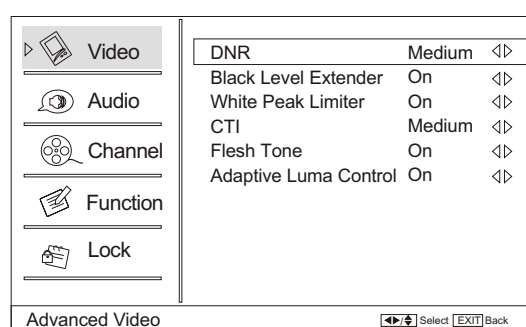 Video
Audio
Channel
Function
Lock
DNR Medium
Black Level Extender On
White Peak Limiter On
CTI Medium
Flesh Tone On
Adaptive Luma Control On
Advanced Video
/ Select EXIT Back